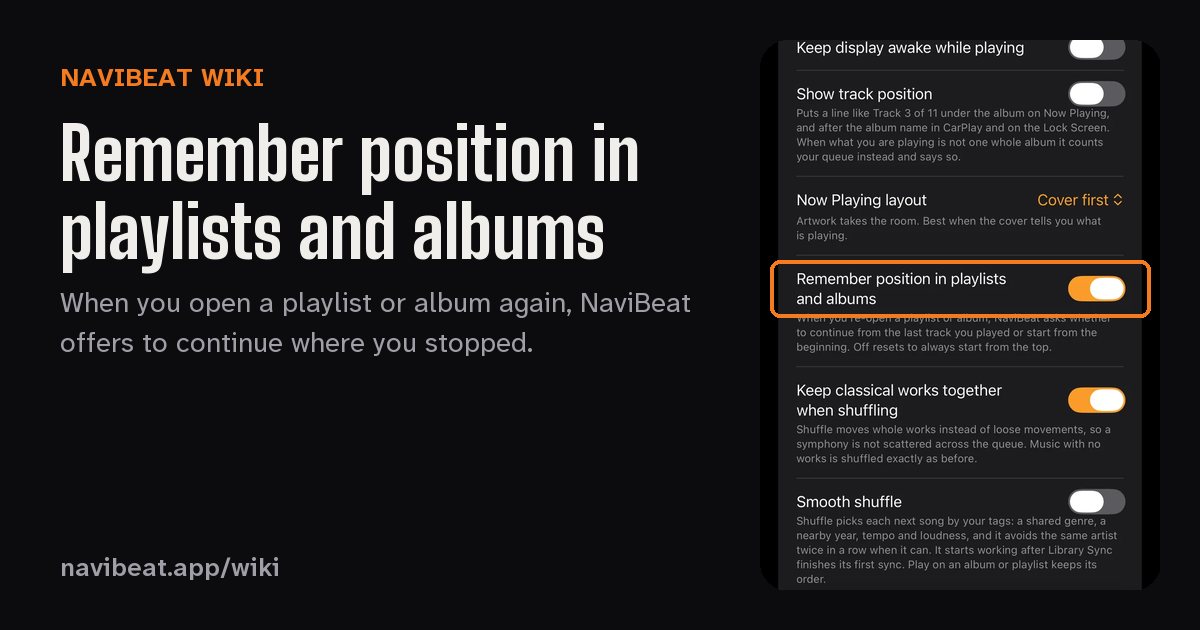 NAVIBEAT WIKI
Remember position in
playlists and albums
When you open a playlist or album again, NaviBeat
offers to continue where you stopped.
navibeat.app/wiki
Keep display awake while playing
Show track position
Puts a line like Track 3 of 11 under the album on Now Playing,
and after the album name in CarPlay and on the Lock Screen.
When what you are playing is not one whole album it counts
your queue instead and says so.
Now Playing layout
Cover first
Artwork takes the room. Best when the cover tells you what
is playing.
Remember position in playlists
and albums
When you re-open a playlist or album, NaviBeat asks whether
to continue from the last track you played or start from the
beginning. Off resets to always start from the top.
Keep classical works together
when shuffling
Shuffle moves whole works instead of loose movements, so a
symphony is not scattered across the queue. Music with no
works is shuffled exactly as before.
Smooth shuffle
Shuffle picks each next song by your tags: a shared genre, a
nearby year, tempo and loudness, and it avoids the same artist
twice in a row when it can. It starts working after Library Sync
finishes its first sync. Play on an album or playlist keeps its
order.